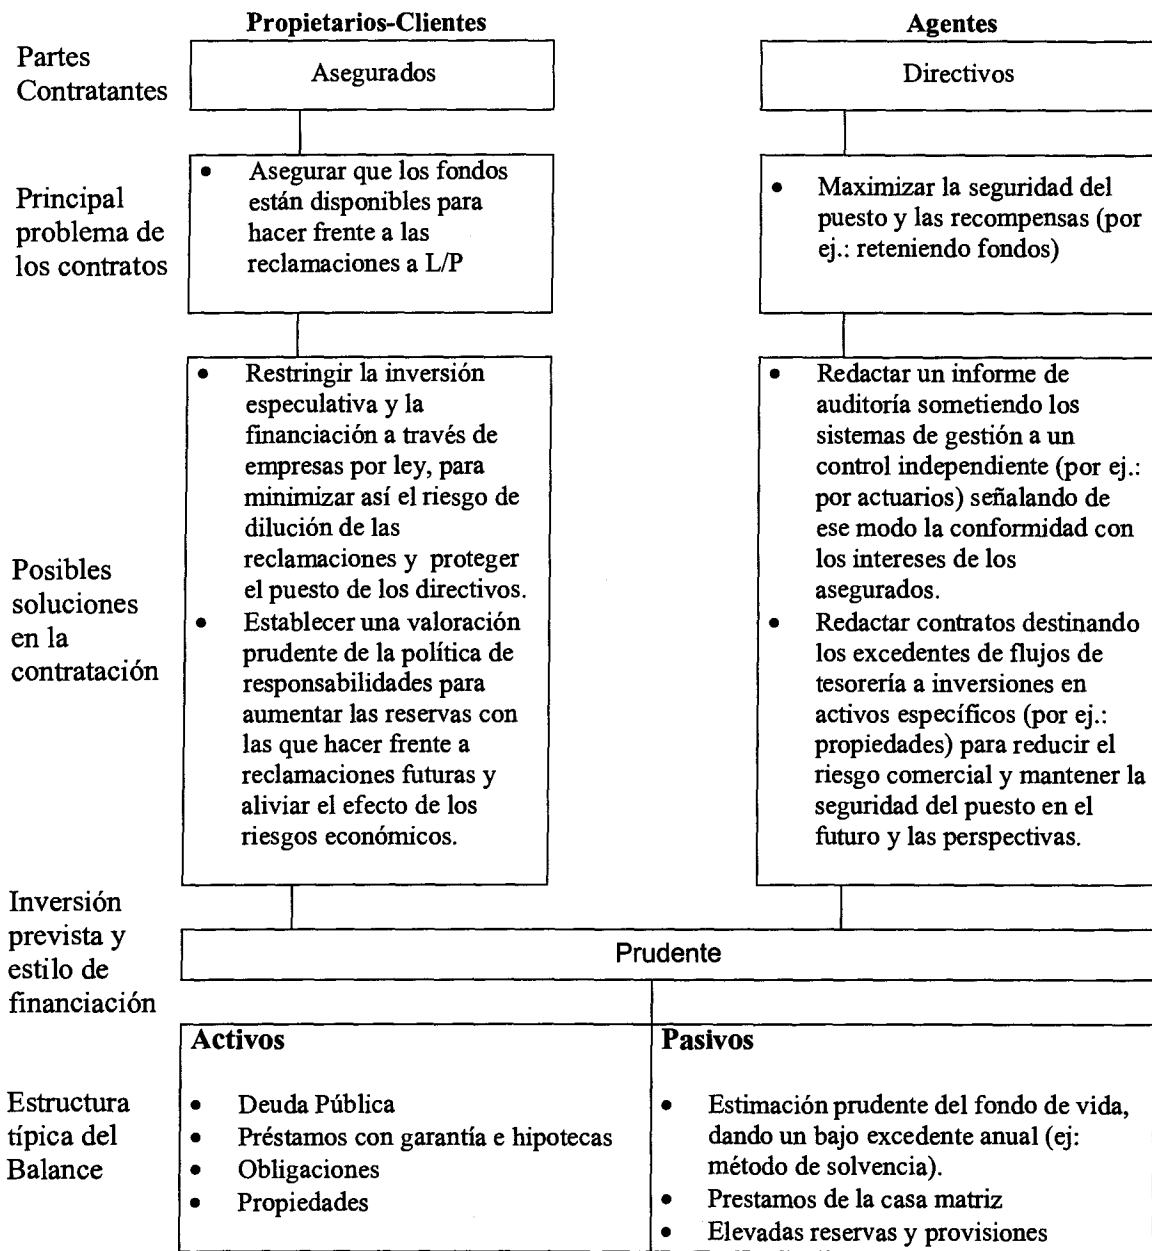 Propietarios-Clientes
Agentes
Partes
Contratantes
Asegurados
Directivos
Principal
problema de
los contratos
• Asegurar que los fondos
están disponibles para
hacer frente a las
reclamaciones a L/P
• Maximizar la seguridad del
puesto y las recompensas (por
ej.: reteniendo fondos)
Posibles
soluciones
en la
contratación
• Restringir la inversión
especulativa y la
financiación a través de
empresas por ley, para
minimizar así el riesgo de
dilución de las
reclamaciones y proteger
el puesto de los directivos.
• Establecer una valoración
prudente de la política de
responsabilidades para
aumentar las reservas con
las que hacer frente a
reclamaciones futuras y
aliviar el efecto de los
riesgos económicos.
• Redactar un informe de
auditoría sometiendo los
sistemas de gestión a un
control independiente (por ej.:
por actuarios) señalando de
ese modo la conformidad con
los intereses de los
asegurados.
• Redactar contratos destinando
los excedentes de flujos de
tesorería a inversiones en
activos específicos (por ej.:
propiedades) para reducir el
riesgo comercial y mantener la
seguridad del puesto en el
futuro y las perspectivas.
Inversión
prevista y
estilo de
financiación
Prudente
Estructura
típica del
Balance
Activos
• Deuda Pública
• Préstamos con garantía e hipotecas
• Obligaciones
• Propiedades
Pasivos
• Estimación prudente del fondo de vida,
dando un bajo excedente anual (ej:
método de solvencia).
• Prestamos de la casa matriz
• Elevadas reservas y provisiones